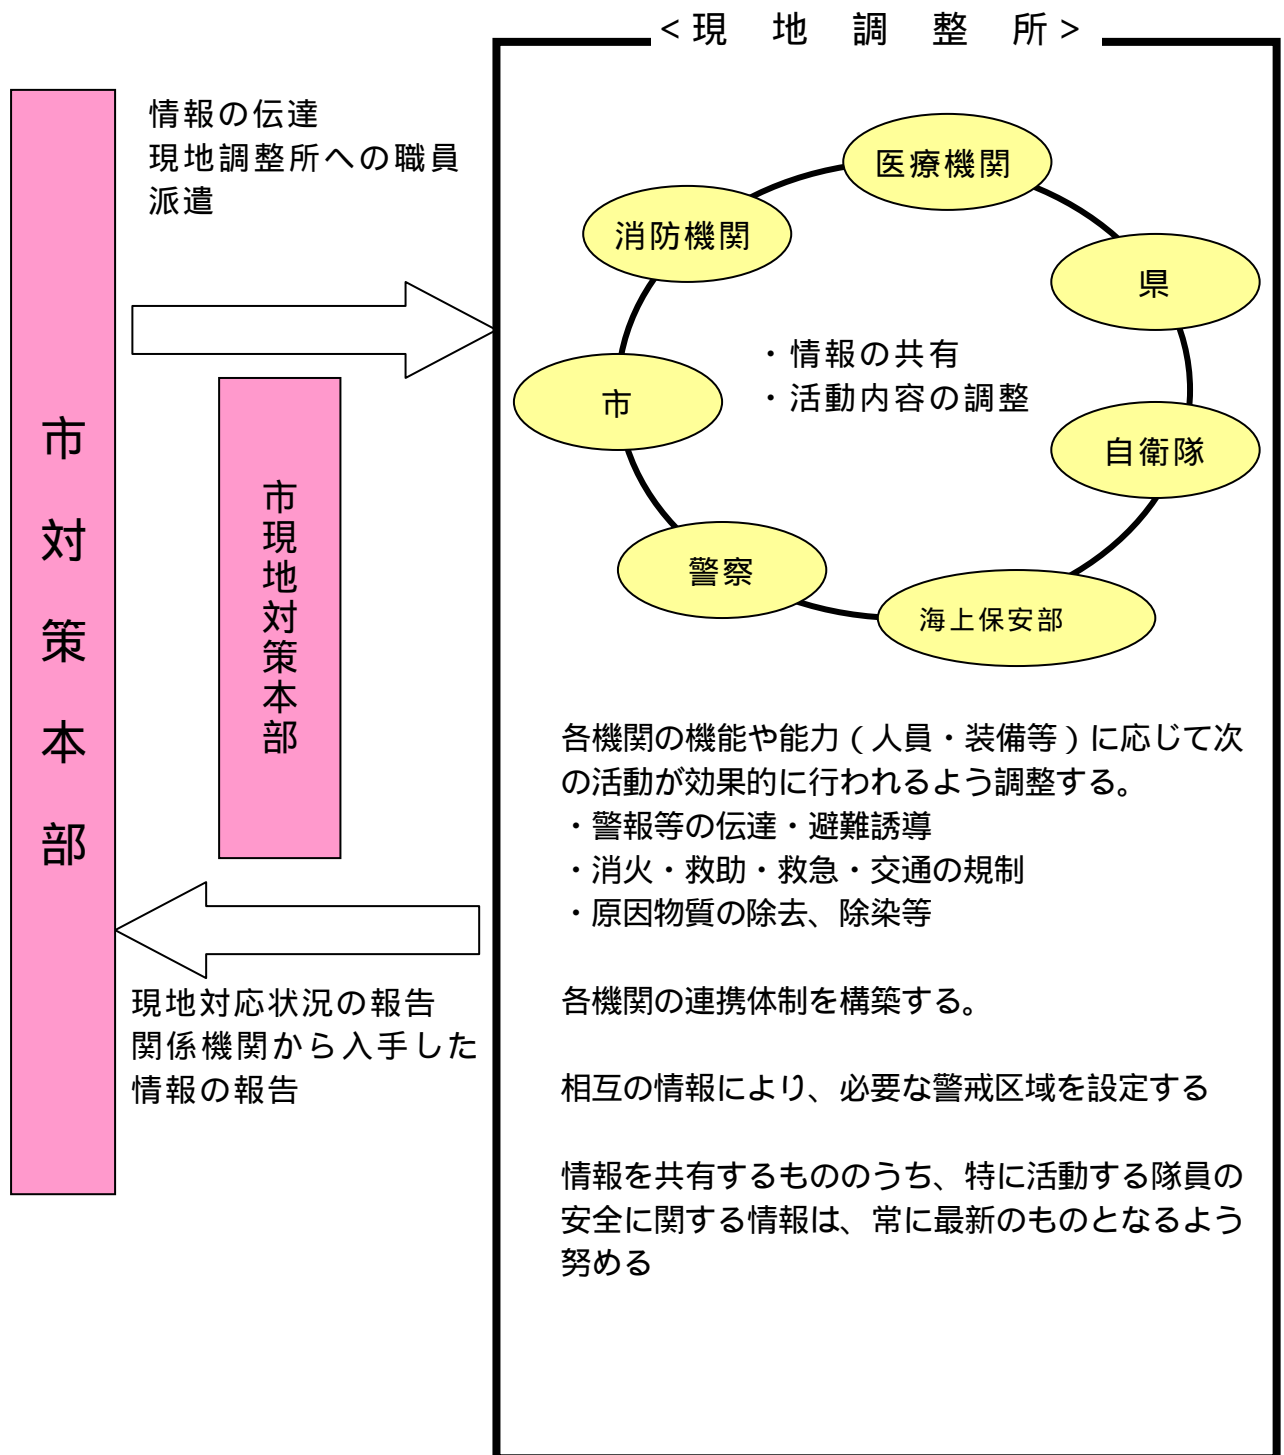 <現　地　調　整　所>
市対策本部
情報の伝達
現地調整所への職員
派遣
市現地対策本部
現地対応状況の報告
関係機関から入手した
情報の報告
医療機関
消防機関
県
・情報の共有
・活動内容の調整
市
自衛隊
警察
海上保安部
各機関の機能や能力（人員・装備等）に応じて次
の活動が効果的に行われるよう調整する。
・警報等の伝達・避難誘導
・消火・救助・救急・交通の規制
・原因物質の除去、除染等
各機関の連携体制を構築する。
相互の情報により、必要な警戒区域を設定する
情報を共有するもののうち、特に活動する隊員の
安全に関する情報は、常に最新のものとなるよう
努める